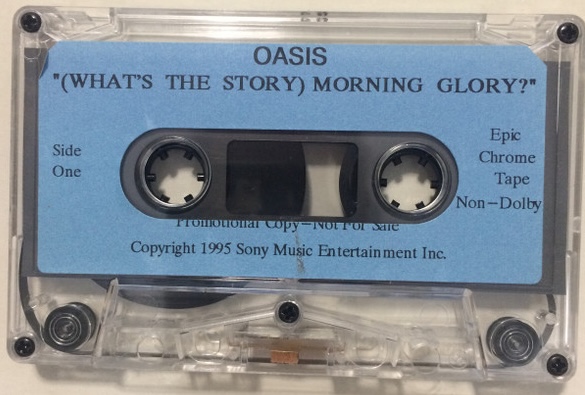 OASIS
"(WHAT'S THE STORY) MORNING GLORY?"
Side
One
Epic
Chrome
Tape
Non-Dolby
Promotional Copy-Not For Sale
Copyright 1995 Sony Music Entertainment Inc.